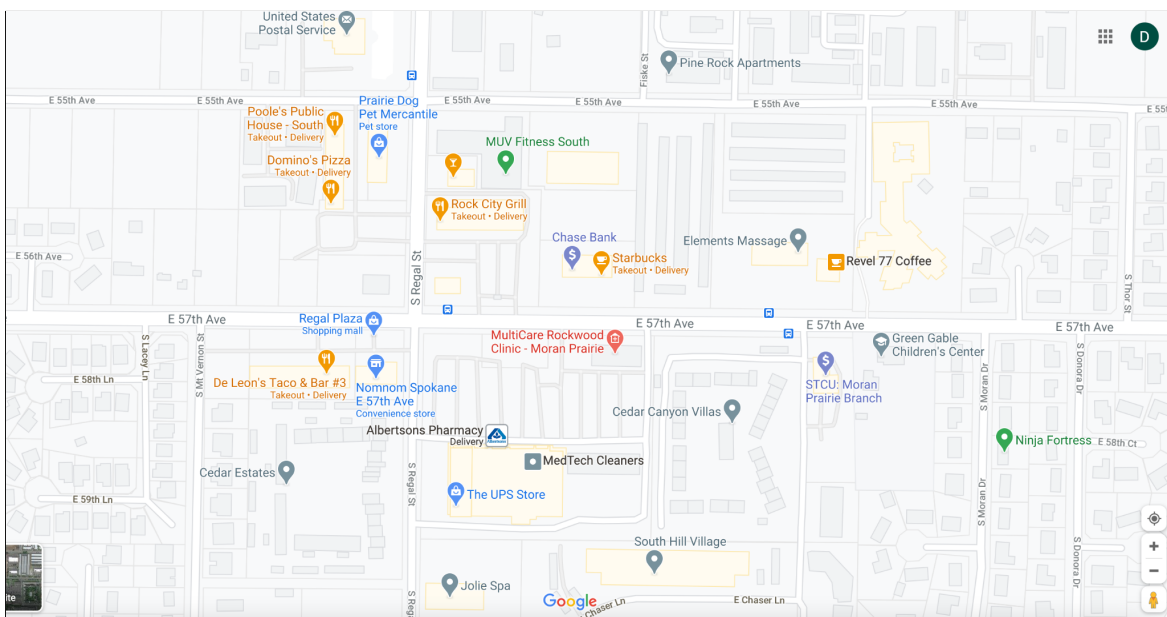 United States
Postal Service
D
Pine Rock Apartments
Fiske St
E 55th Ave
E 55th Ave
E 55th Ave
E 55th Ave
E 55th Ave
E 55th Ave
E 55
Prairie Dog
Pet Mercantile
Pet store
Poole's Public
House - South
Takeout • Delivery
MUV Fitness South
Domino's Pizza
Takeout • Delivery
Rock City Grill
Takeout • Delivery
Chase Bank
Elements Massage
Starbucks
Takeout • Delivery
Revel 77 Coffee
E 56th Ave
S Regal St
S Thor St
E 57th Ave
Regal Plaza
Shopping mall
E 57th Ave
E 57th Ave
E 57th Ave
MultiCare Rockwood
Clinic - Moran Prairie
Green Gable
Children's Center
S Lacey Ln
S Mt Vernon St
De Leon's Taco & Bar #3
Takeout • Delivery
Nomnom Spokane
E 57th Ave
Convenience store
STCU: Moran
Prairie Branch
E 58th Ln
S Moran Dr
S Donora Dr
Cedar Canyon Villas
Albertsons Pharmacy
Delivery
Ninja Fortress
E 58th Ct
MedTech Cleaners
Cedar Estates
S Regal St
The UPS Store
E 59th Ln
S Moran Dr
South Hill Village
S Donora Dr
Jolie Spa
Google
Chaser Ln
E Chaser Ln
S Reg
ite